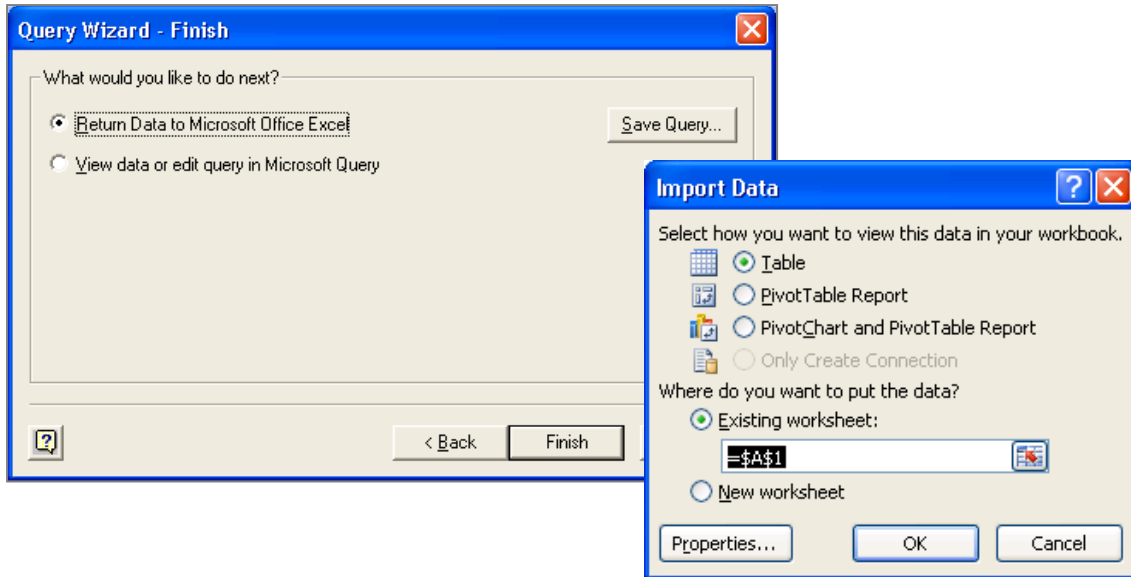 Query Wizard - Finish
What would you like to do next?
Return Data to Microsoft Office Excel
Save Query...
View data or edit query in Microsoft Query
< Back
Finish
Import Data
Select how you want to view this data in your workbook.
Table
PivotTable Report
PivotChart and PivotTable Report
Only Create Connection
Where do you want to put the data?
Existing worksheet:
=$A$1
New worksheet
Properties...
OK
Cancel